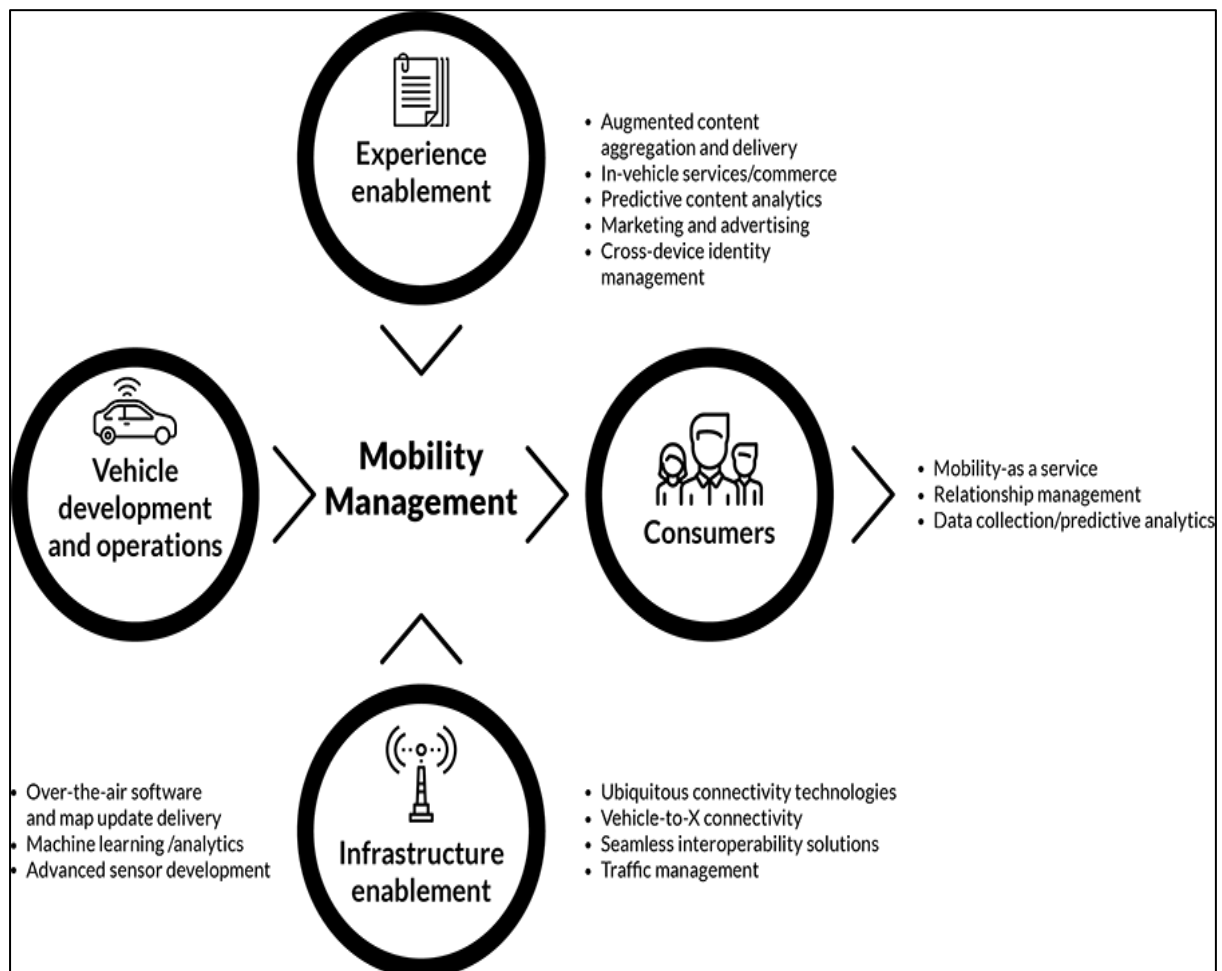 Experience
enablement
• Augmented content
aggregation and delivery
• In-vehicle services/commerce
• Predictive content analytics
• Marketing and advertising
• Cross-device identity
management
Vehicle
development
and operations
Mobility
Management
Consumers
• Mobility-as a service
• Relationship management
• Data collection/predictive analytics
• Over-the-air software
and map update delivery
• Machine learning /analytics
• Advanced sensor development
Infrastructure
enablement
• Ubiquitous connectivity technologies
• Vehicle-to-X connectivity
• Seamless interoperability solutions
• Traffic management